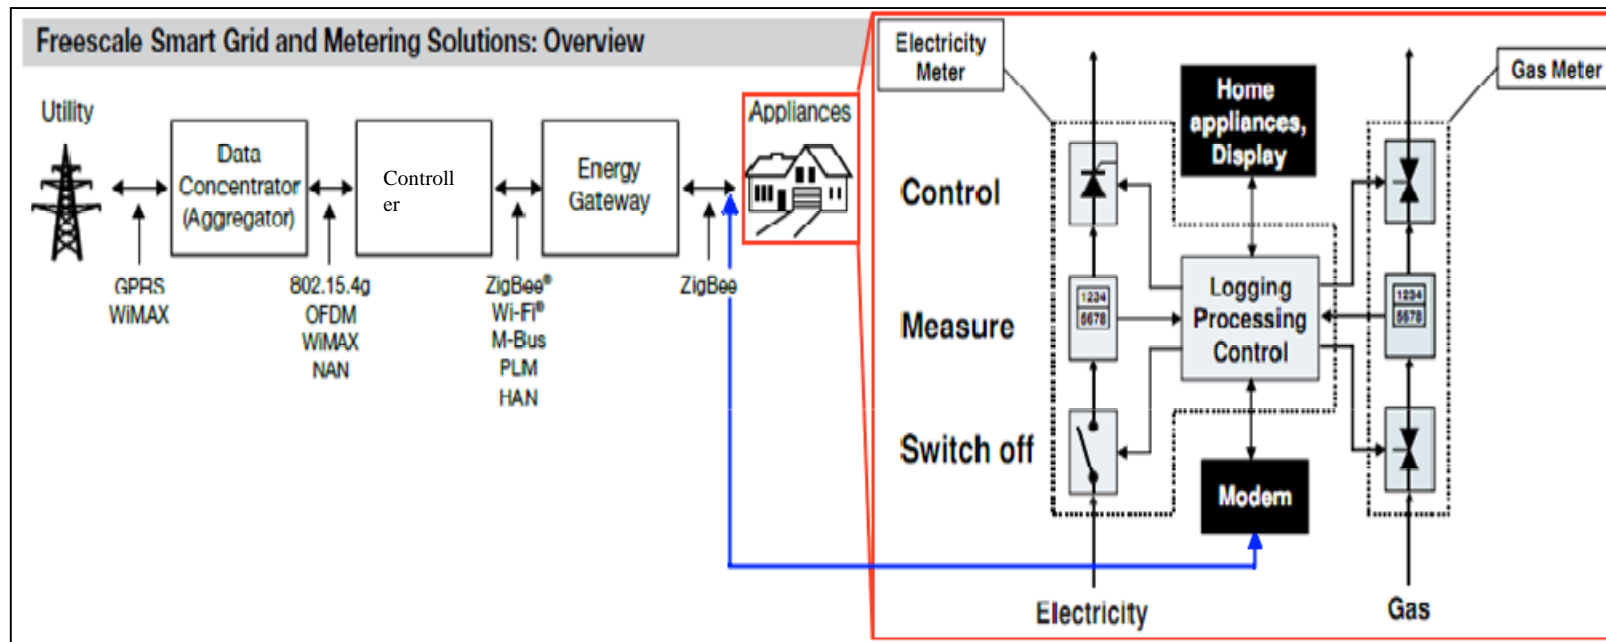 Freescale Smart Grid and Metering Solutions: Overview
Utility
Data
Concentrator
(Aggregator)
Controll
er
Energy
Gateway
Appliances
GPRS
WiMAX
802.15.4g
OFDM
WiMAX
NAN
ZigBee®
Wi-Fi®
M-Bus
PLM
HAN
ZigBee
Electricity
Meter
Gas Meter
Home
appliances,
Display
Control
Measure
Switch off
1234
5678
Logging
Processing
Control
1234
5678
Modem
Electricity
Gas